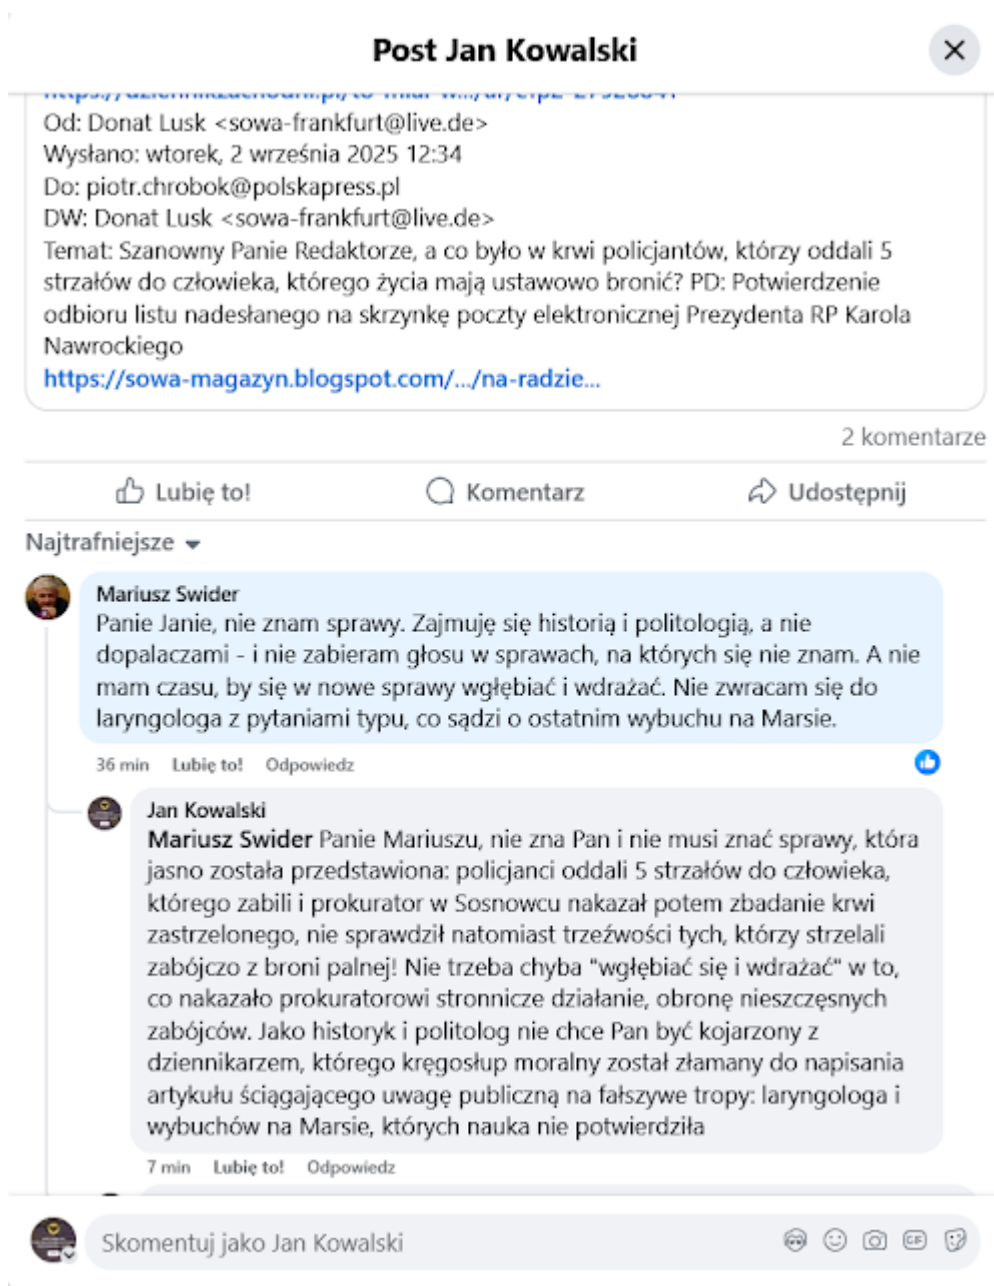 Post Jan Kowalski
Od: Donat Lusk <sowa-frankfurt@live.de>
Wysłano: wtorek, 2 września 2025 12:34
Do: piotr.chrobok@polskapress.pl
DW: Donat Lusk <sowa-frankfurt@live.de>
Temat: Szanowny Panie Redaktorze, a co było w krwi policjantów, którzy oddali 5
strzałów do człowieka, którego życia mają ustawowo bronić? PD: Potwierdzenie
odbioru listu nadesłanego na skrzynkę poczty elektronicznej Prezydenta RP Karola
Nawrockiego
https://sowa-magazyn.blogspot.com/.../na-radzie...
2 komentarze
Lubię to!
Komentarz
Udostępnij
Najtrafniejsze
Mariusz Swider
Panie Janie, nie znam sprawy. Zajmuję się historią i politologią, a nie
dopalaczami - i nie zabieram głosu w sprawach, na których się nie znam. A nie
mam czasu, by się w nowe sprawy wgłębiać i wdrażać. Nie zwracam się do
laryngologa z pytaniami typu, co sądzi o ostatnim wybuchu na Marsie.
36 min Lubię to! Odpowiedz
Jan Kowalski
Mariusz Swider Panie Mariuszu, nie zna Pan i nie musi znać sprawy, która
jasno została przedstawiona: policjanci oddali 5 strzałów do człowieka,
którego zabili i prokurator w Sosnowcu nakazał potem zbadanie krwi
zastrzelonego, nie sprawdził natomiast trzeźwości tych, którzy strzelali
zabójczo z broni palnej! Nie trzeba chyba "wgłębiać się i wdrażać" w to,
co nakazało prokuratorowi stronnicze działanie, obronę nieszczęsnych
zabójców. Jako historyk i politolog nie chce Pan być kojarzony z
dziennikarzem, którego kręgosłup moralny został złamany do napisania
artykułu ściągającego uwagę publiczną na fałszywe tropy: laryngologa i
wybuchów na Marsie, których nauka nie potwierdziła
7 min Lubię to! Odpowiedz
Skomentuj jako Jan Kowalski
GIF